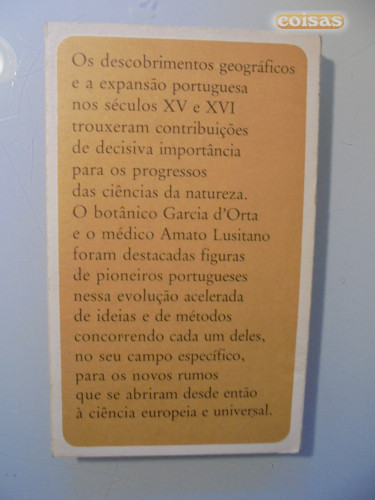 coisas
Os descobrimentos geográficos
e a expansão portuguesa
nos séculos XV e XVI
trouxeram contribuições
de decisiva importância
para os progressos
das ciências da natureza.
O botânico Garcia d'Orta
e o médico Amato Lusitano
foram destacadas figuras
de pioneiros portugueses
nessa evolução acelerada
de ideias e de métodos
concorrendo cada um deles,
no seu campo específico,
para os novos rumos
que se abriram desde então
à ciência europeia e universal.